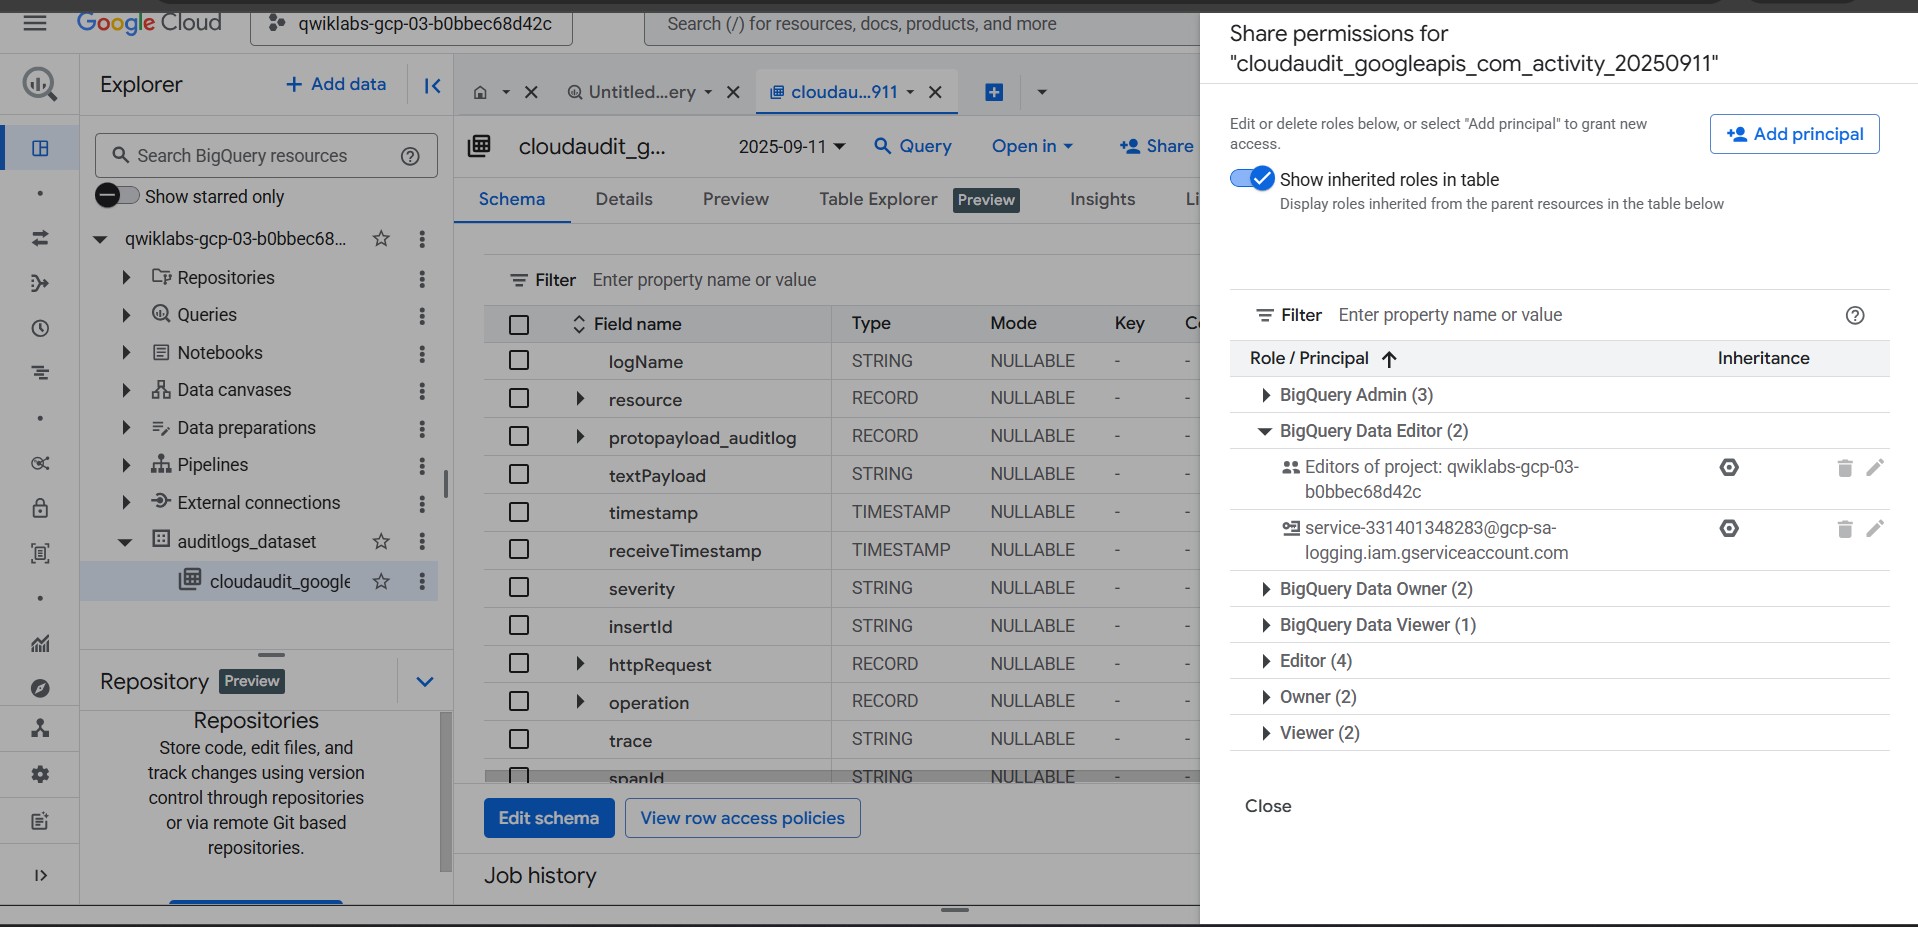 Google Cloud
qwiklabs-gcp-03-b0bbec68d42c
Search (/) for resources, docs, products, and more
Explorer
Add data
Search BigQuery resources
Show starred only
qwiklabs-gcp-03-b0bbec68...
Repositories
Queries
Notebooks
Data canvases
Data preparations
Pipelines
External connections
auditlogs_dataset
cloudaudit_google
Repository Preview
Repositories
Store code, edit files, and
track changes using version
control through repositories
or via remote Git based
repositories.
Untitled...ery
cloudau...911
cloudaudit_g...
2025-09-11
Query
Open in
Share
Schema
Details
Preview
Table Explorer Preview
Insights
Li
Filter Enter property name or value
Field name Type Mode Key C
logName STRING NULLABLE - -
resource RECORD NULLABLE - -
protopayload_auditlog RECORD NULLABLE - -
textPayload STRING NULLABLE - -
timestamp TIMESTAMP NULLABLE - -
receiveTimestamp TIMESTAMP NULLABLE - -
severity STRING NULLABLE - -
insertId STRING NULLABLE - -
httpRequest RECORD NULLABLE - -
operation RECORD NULLABLE - -
trace STRING NULLABLE - -
spanId STRING NULLABLE - -
Edit schema
View row access policies
Job history
Share permissions for
"cloudaudit_googleapis_com_activity_20250911"
Edit or delete roles below, or select "Add principal" to grant new
access.
Add principal
Show inherited roles in table
Display roles inherited from the parent resources in the table below
Filter Enter property name or value
Role / Principal Inheritance
BigQuery Admin (3)
BigQuery Data Editor (2)
Editors of project: qwiklabs-gcp-03-
b0bbec68d42c
service-331401348283@gcp-sa-
logging.iam.gserviceaccount.com
BigQuery Data Owner (2)
BigQuery Data Viewer (1)
Editor (4)
Owner (2)
Viewer (2)
Close